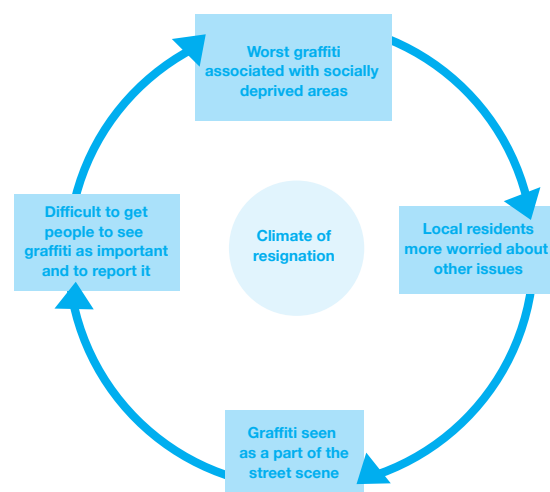 Worst graffiti
associated with socially
deprived areas
Local residents
more worried about
other issues
Graffiti seen
as a part of the
street scene
Difficult to get
people to see
graffiti as important
and to report it
Climate of
resignation